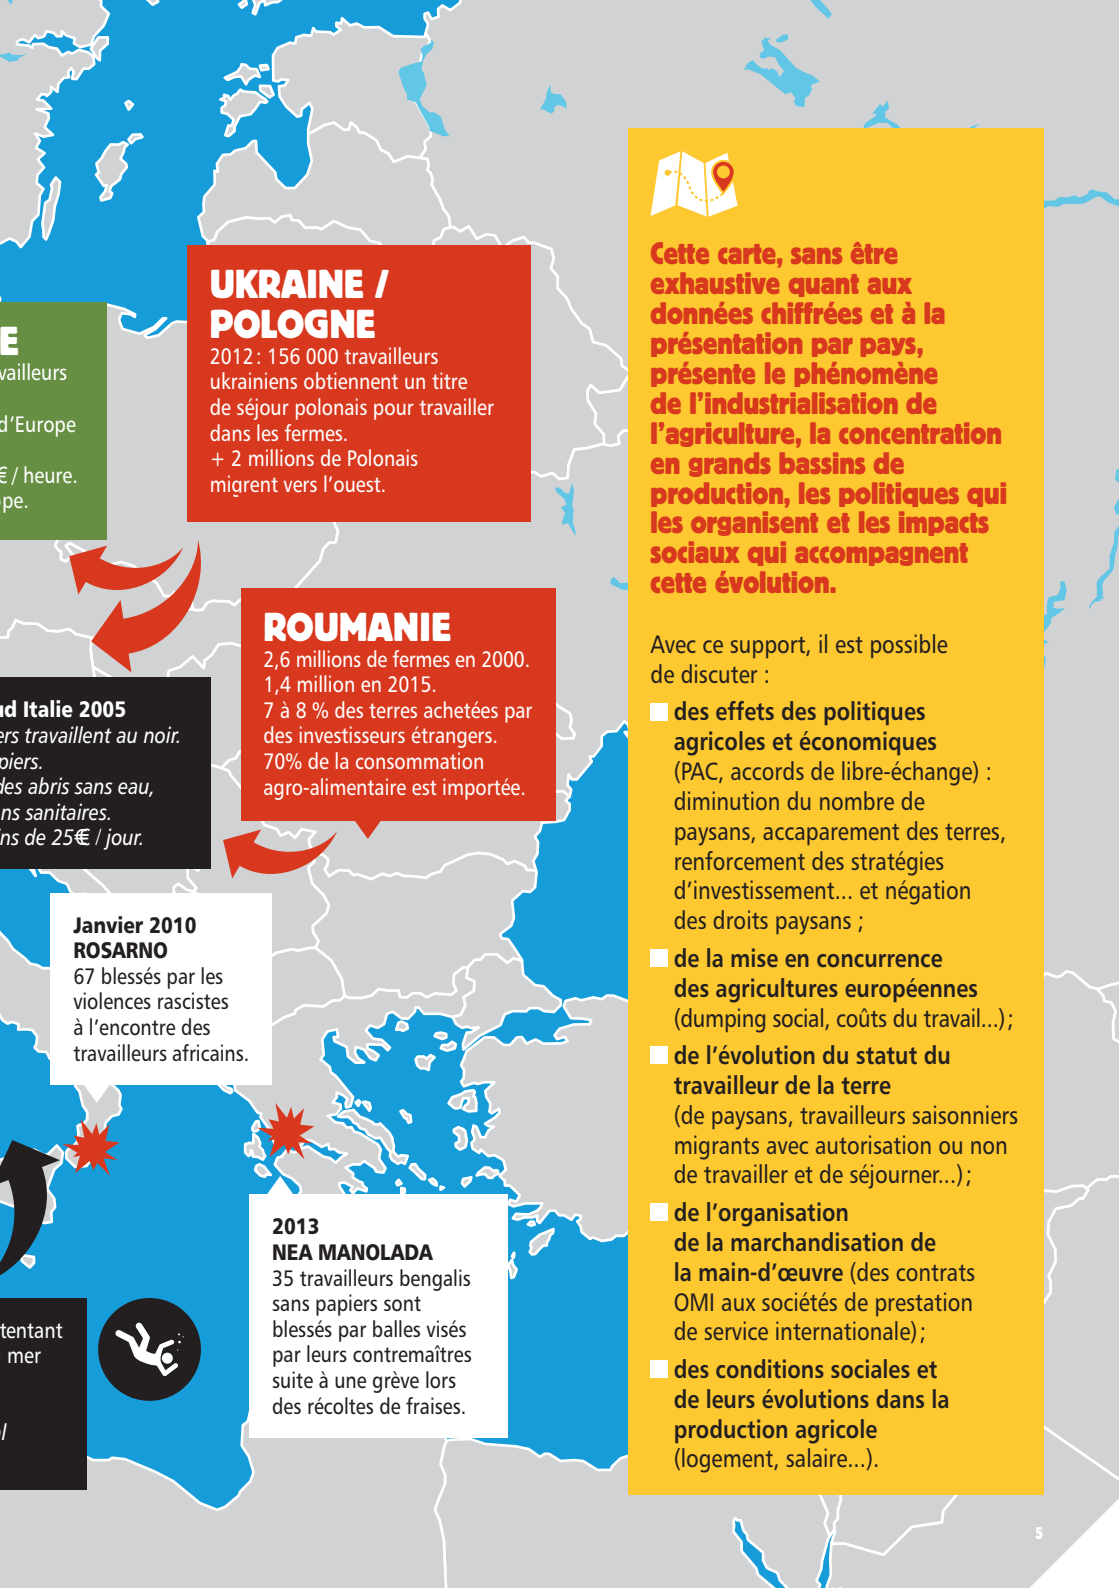 E
vailleurs
d’Europe
€ / heure.
pe.
UKRAINE /
POLOGNE
2012 : 156 000 travailleurs
ukrainiens obtiennent un titre
de séjour polonais pour travailler
dans les fermes.
+ 2 millions de Polonais
migrent vers l’ouest.
ROUMANIE
2,6 millions de fermes en 2000.
1,4 million en 2015.
7 à 8 % des terres achetées par
des investisseurs étrangers.
70% de la consommation
agro-alimentaire est importée.
ud Italie 2005
ers travaillent au noir.
piers.
des abris sans eau,
ns sanitaires.
ins de 25€ / jour.
Janvier 2010
ROSARNO
67 blessés par les
violences rascistes
à l’encontre des
travailleurs africains.
2013
NEA MANOLADA
35 travailleurs bengalis
sans papiers sont
blessés par balles visés
par leurs contremaîtres
suite à une grève lors
des récoltes de fraises.
tentant
mer
l
Cette carte, sans être
exhaustive quant aux
données chiffrées et à la
présentation par pays,
présente le phénomène
de l’industrialisation de
l’agriculture, la concentration
en grands bassins de
production, les politiques qui
les organisent et les impacts
sociaux qui accompagnent
cette évolution.
Avec ce support, il est possible
de discuter :
des effets des politiques
agricoles et économiques
(PAC, accords de libre-échange) :
diminution du nombre de
paysans, accaparement des terres,
renforcement des stratégies
d’investissement... et négation
des droits paysans ;
de la mise en concurrence
des agricultures européennes
(dumping social, coûts du travail...) ;
de l’évolution du statut du
travailleur de la terre
(de paysans, travailleurs saisonniers
migrants avec autorisation ou non
de travailler et de séjourner...) ;
de l’organisation
de la marchandisation de
la main-d’œuvre (des contrats
OMI aux sociétés de prestation
de service internationale) ;
des conditions sociales et
de leurs évolutions dans la
production agricole
(logement, salaire...).
5